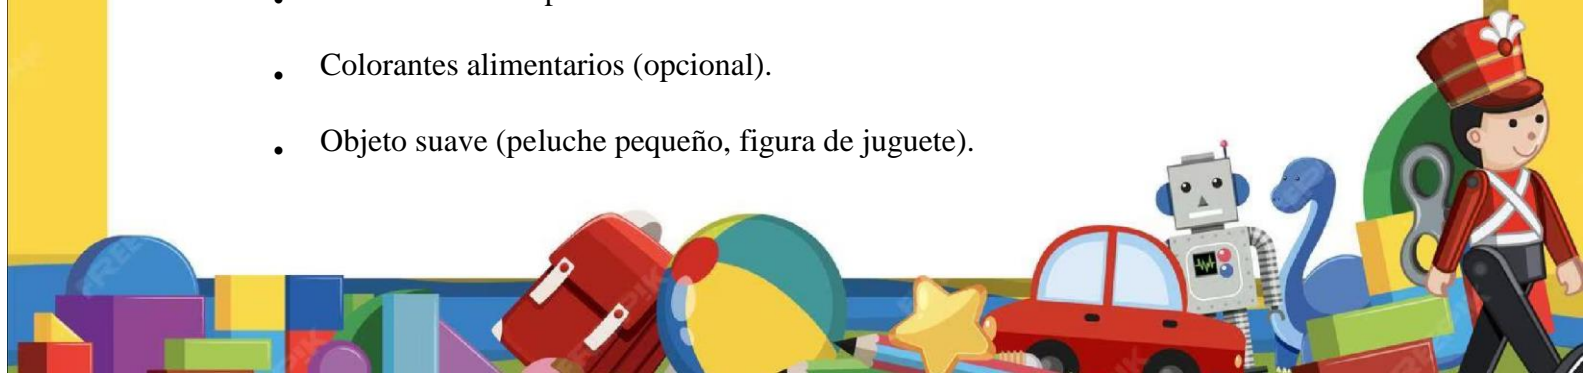 • Colorantes alimentarios (opcional).
• Objeto suave (peluche pequeño, figura de juguete).